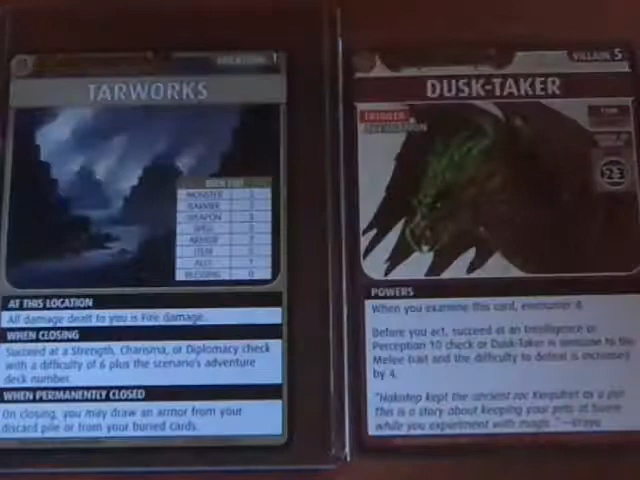 LOCATION 1
TARWORKS
DECK LIST
MONSTER
BARRIER
WEAPON
SPELL
ARMOR
ITEM
ALLY
BLESSING 0
AT THIS LOCATION
All damage dealt to you is Fire damage.
WHEN CLOSING
Succeed at a Strength, Charisma, or Diplomacy check
with a difficulty of 6 plus the scenario's adventure
deck number.
WHEN PERMANENTLY CLOSED
On closing, you may draw an armor from your
discard pile or from your buried cards.
VILLAIN 5
DUSK-TAKER
TRIGGER
23
POWERS
When you examine this card, encounter it.
Before you act, succeed at an Intelligence or
Perception 10 check or Dusk-Taker is immune to the
Melee trait and the difficulty to defeat is increased
by 4.
"Hakotep kept the ancient roc as a pet.
This is a story about keeping your pets at home
while you experiment with magic."